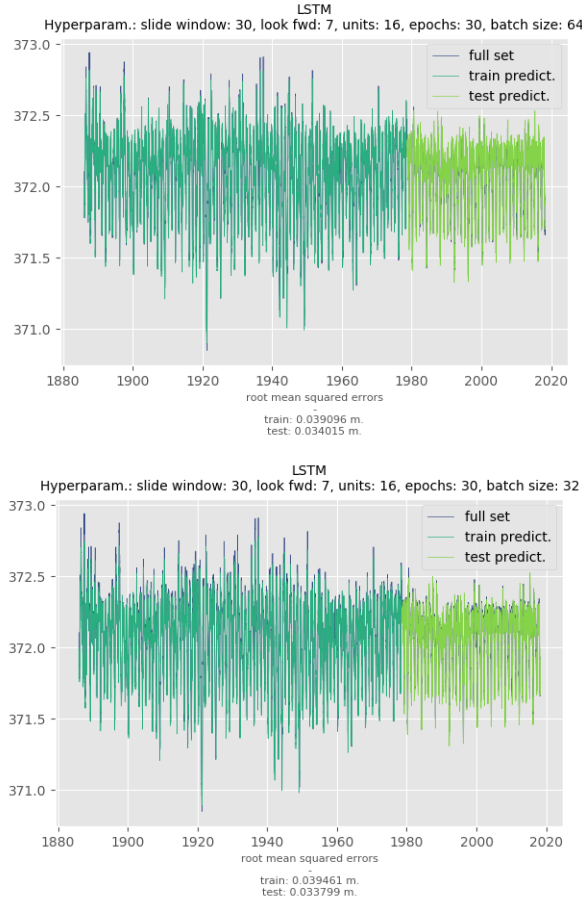 LSTM
Hyperparam.: slide window: 30, look fwd: 7, units: 16, epochs: 30, batch size: 64
373.0
372.5
372.0
371.5
371.0
full set
train predict.
test predict.
1880 1900 1920 1940 1960 1980 2000 2020
root mean squared errors
-
train: 0.039096 m.
test: 0.034015 m.
LSTM
Hyperparam.: slide window: 30, look fwd: 7, units: 16, epochs: 30, batch size: 32
373.0
372.5
372.0
371.5
371.0
full set
train predict.
test predict.
1880 1900 1920 1940 1960 1980 2000 2020
root mean squared errors
-
train: 0.039461 m.
test: 0.033799 m.